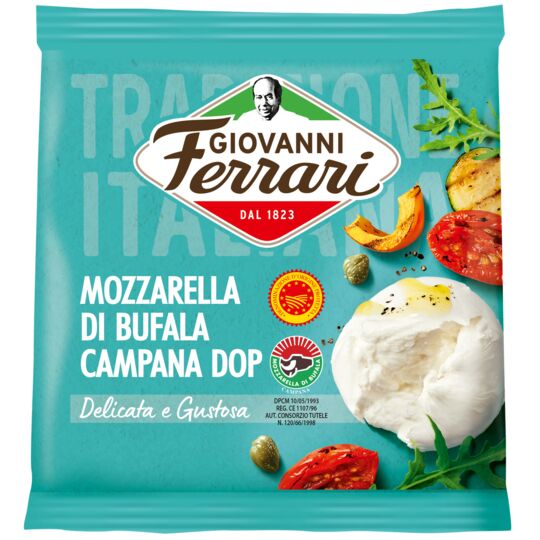 TRADIZIONE
ITALIANA
GIOVANNI
Ferrari
DAL 1823
MOZZARELLA
DI BUFALA
CAMPANA DOP
Delicata e Gustosa
MOZZARELLA DI BUFALA
CAMPANA
DPCM 10/05/1993
REG. CE 1107/96
AUT. CONSORZIO TUTELE
N. 120/66/1998